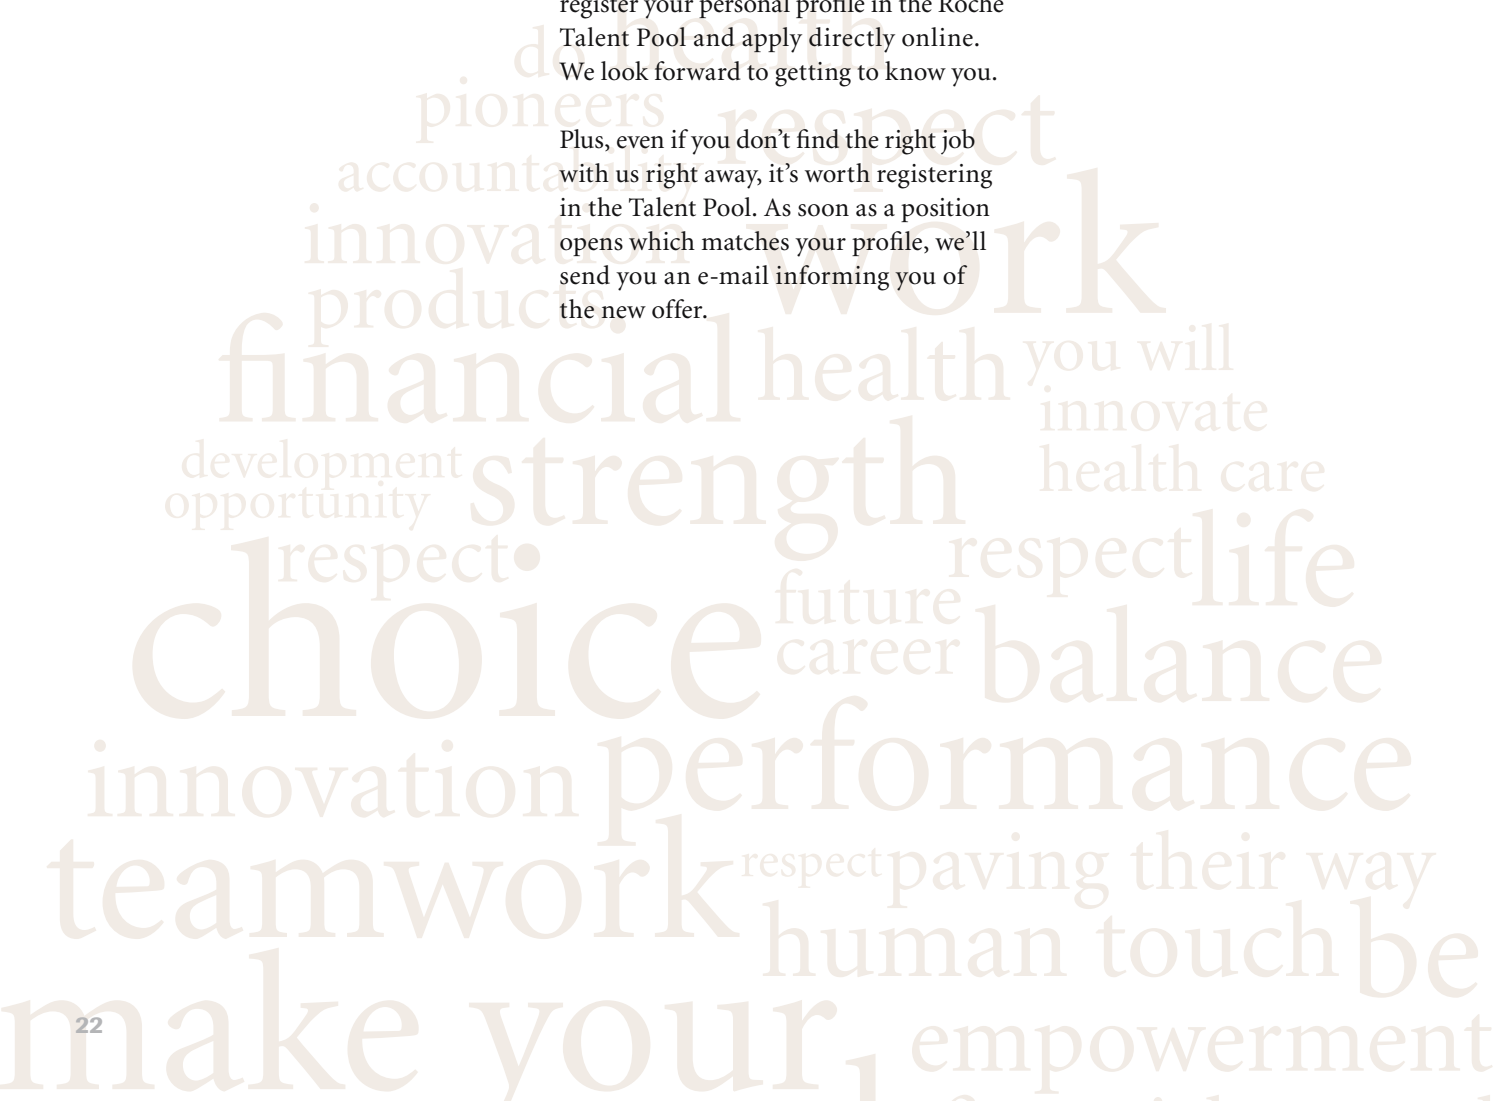 register your personal profile in the Roche
Talent Pool and apply directly online.
We look forward to getting to know you.
Plus, even if you don’t find the right job
with us right away, it’s worth registering
in the Talent Pool. As soon as a position
opens which matches your profile, we’ll
send you an e-mail informing you of
the new offer.
do health
pioneers respect
accountability
innovation work
products
financial health you will
innovate
development strength health care
opportunity
respect respect life
choice future
career balance
innovation performance
teamwork respect paving their way
human touch be
make your empowerment
22